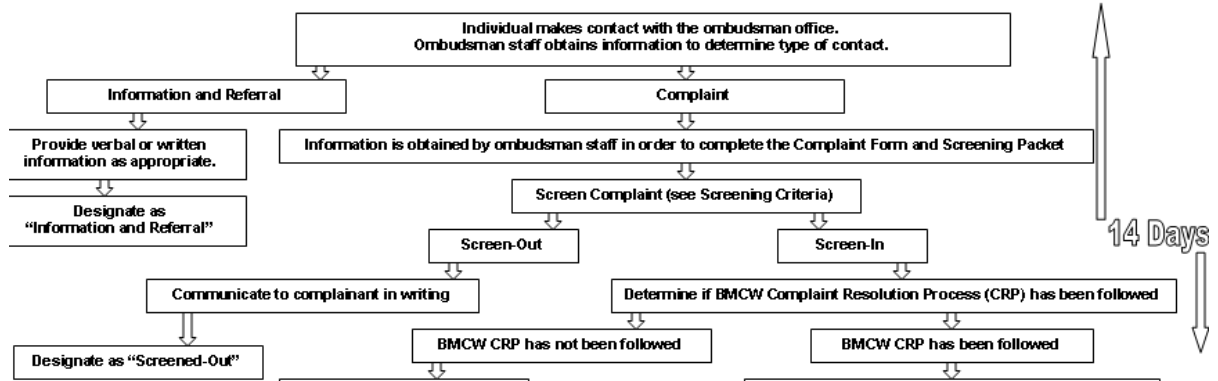 Individual makes contact with the ombudsman office.
Ombudsman staff obtains information to determine type of contact.
Information and Referral
Complaint
Provide verbal or written
information as appropriate.
Information is obtained by ombudsman staff in order to complete the Complaint Form and Screening Packet
Screen Complaint (see Screening Criteria)
Designate as
“Information and Referral”
14 Days
Screen-Out
Screen-In
Communicate to complainant in writing
Determine if BMCW Complaint Resolution Process (CRP) has been followed
Designate as “Screened-Out”
BMCW CRP has not been followed
BMCW CRP has been followed